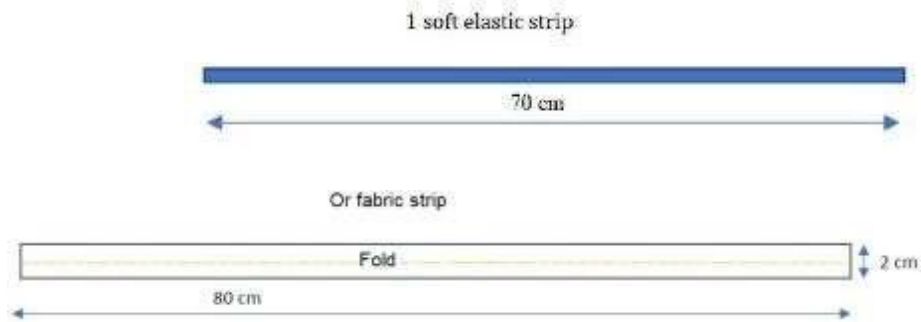 1 soft elastic strip
70 cm
Or fabric strip
Fold
2 cm
80 cm